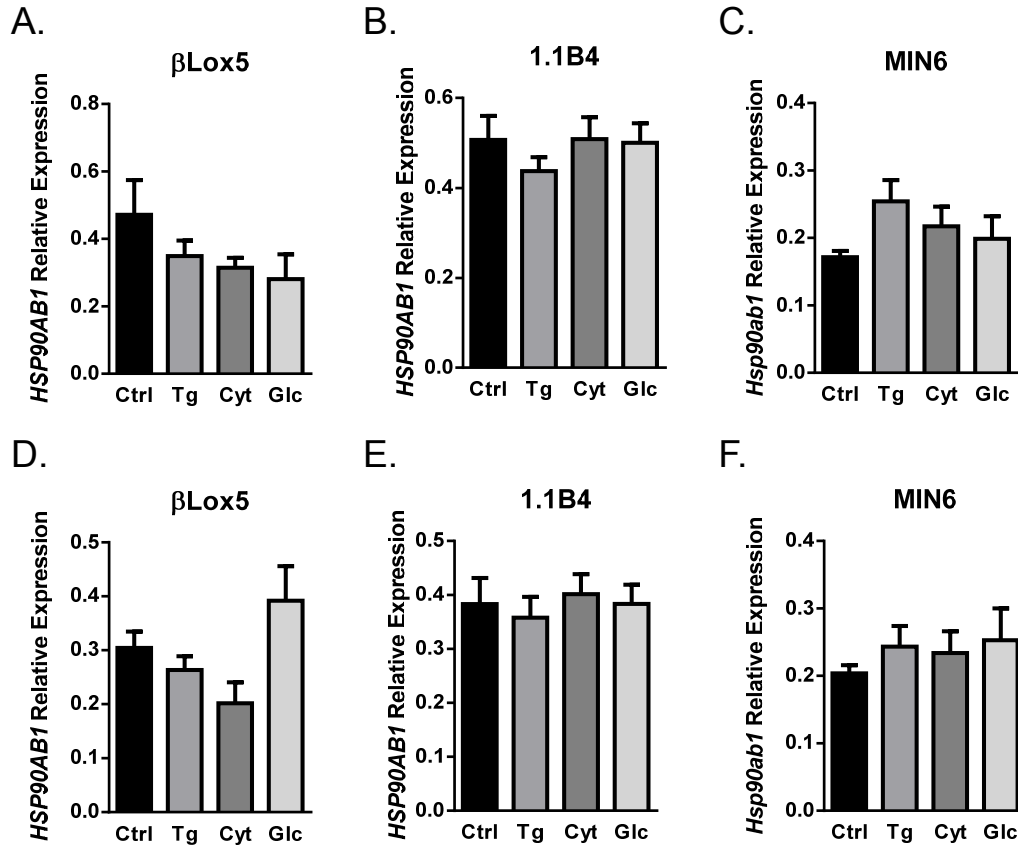 A.
βLox5
HSP90AB1 Relative Expression
0.8
0.6
0.4
0.2
0.0
Ctrl Tg Cyt Glc
B.
1.1B4
HSP90AB1 Relative Expression
0.6
0.4
0.2
0.0
Ctrl Tg Cyt Glc
C.
MIN6
Hsp90ab1 Relative Expression
0.4
0.3
0.2
0.1
0.0
Ctrl Tg Cyt Glc
D.
βLox5
HSP90AB1 Relative Expression
0.5
0.4
0.3
0.2
0.1
0.0
Ctrl Tg Cyt Glc
E.
1.1B4
HSP90AB1 Relative Expression
0.5
0.4
0.3
0.2
0.1
0.0
Ctrl Tg Cyt Glc
F.
MIN6
Hsp90ab1 Relative Expression
0.4
0.3
0.2
0.1
0.0
Ctrl Tg Cyt Glc